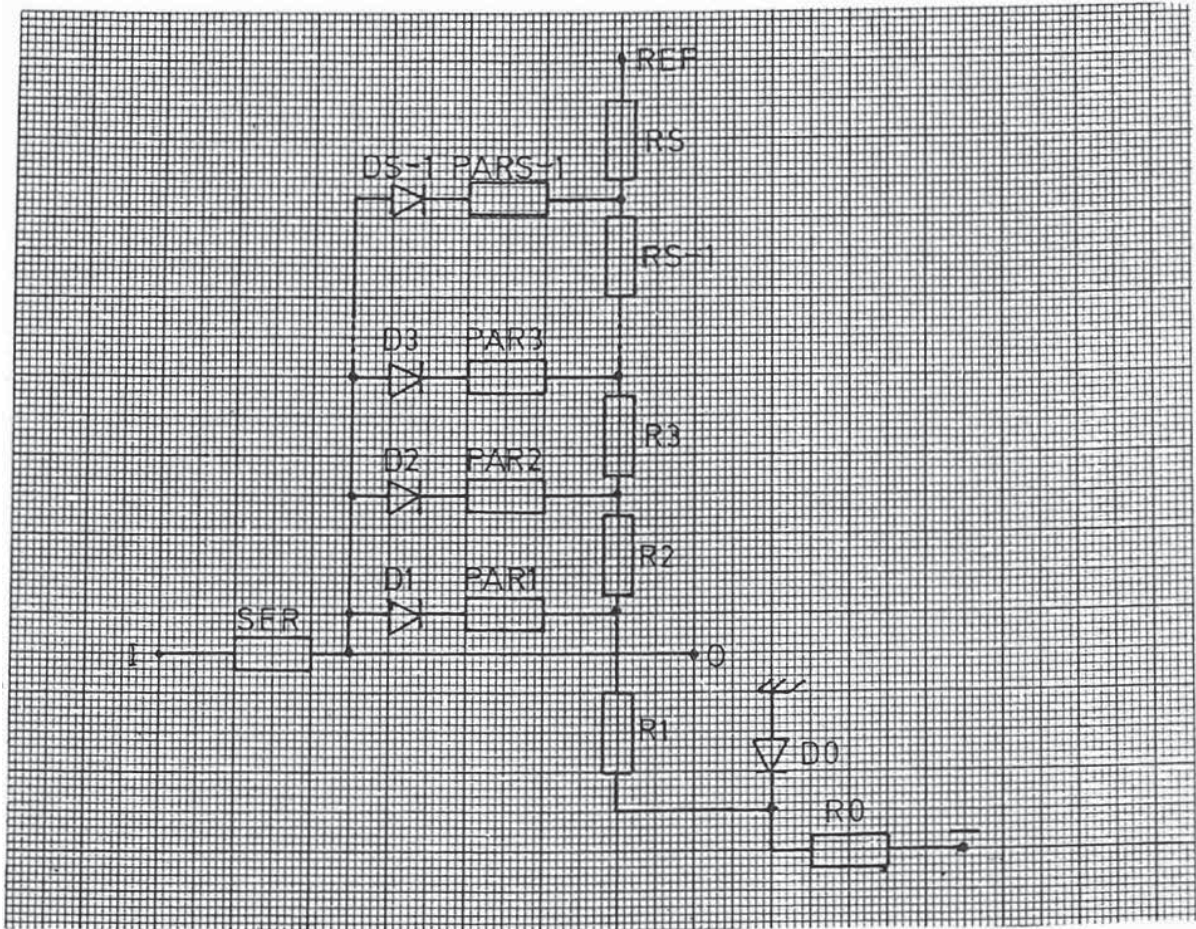 REF
RS
DS-1 PARS-1
RS-1
D3 PAR3
R3
D2 PAR2
R2
D1 PAR1
SER
I
O
R1
D0
R0
−